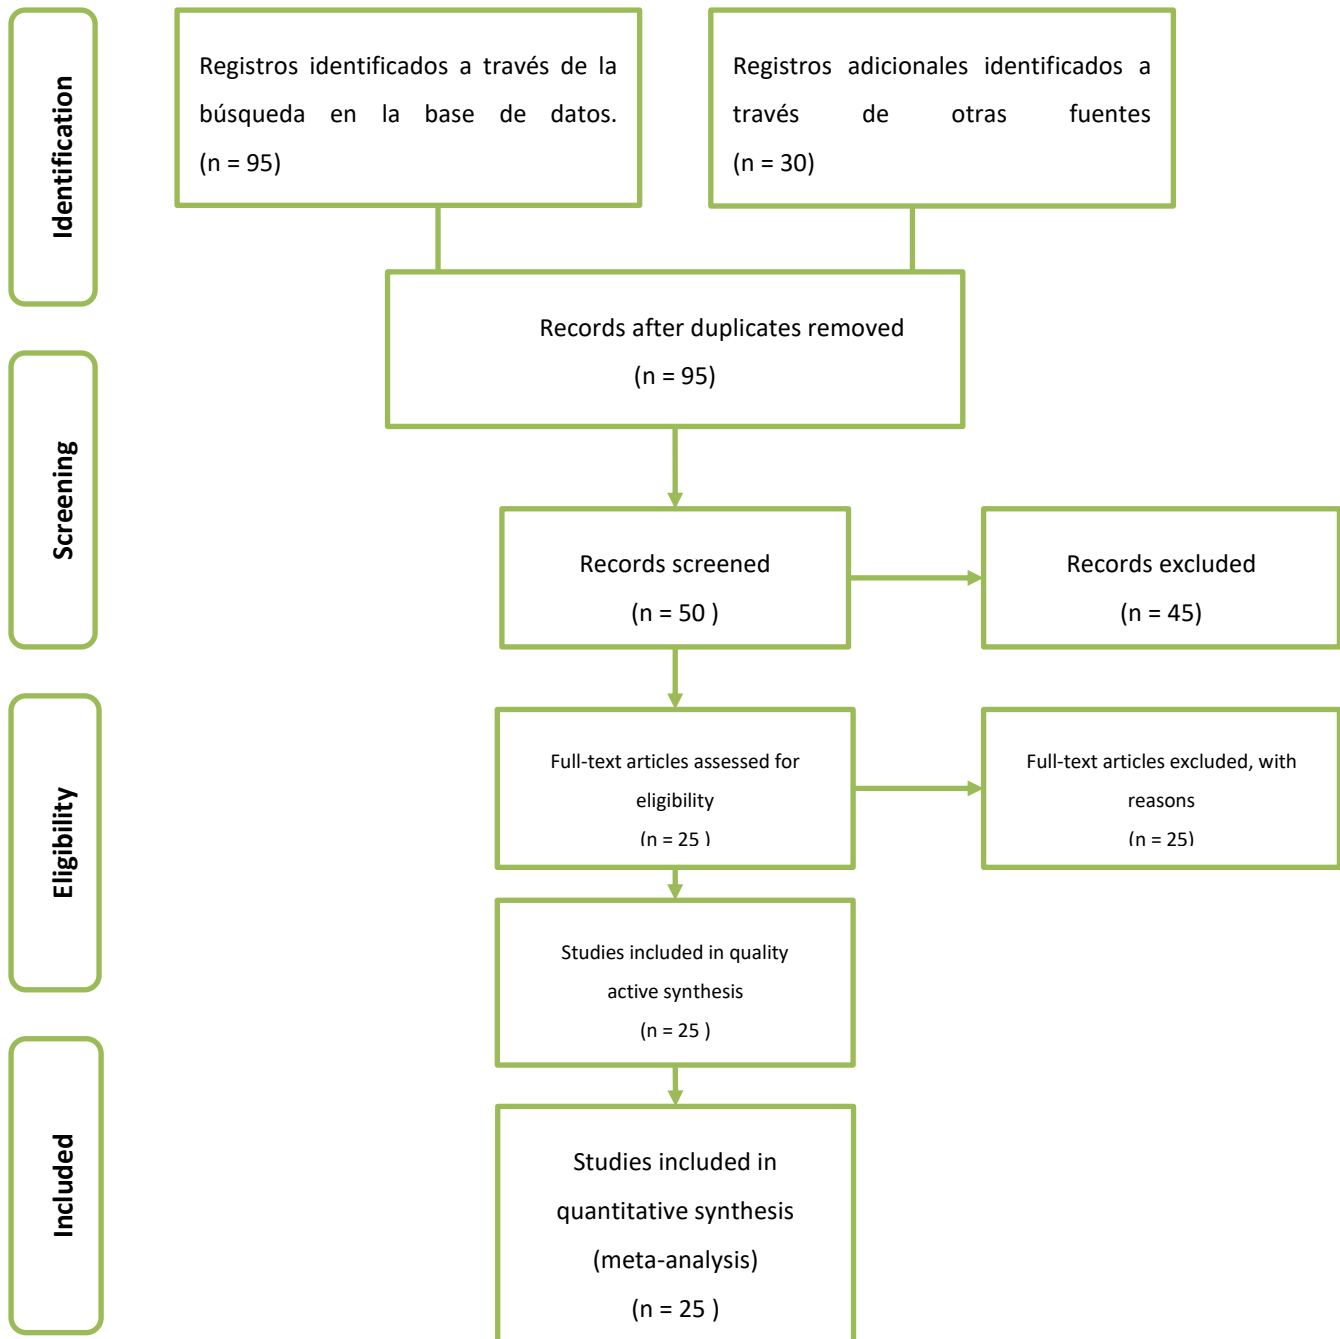 Identification
Registros identificados a través de la
búsqueda en la base de datos.
(n = 95)
Registros adicionales identificados a
través de otras fuentes
(n = 30)
Records after duplicates removed
(n = 95)
Screening
Records screened
(n = 50 )
Records excluded
(n = 45)
Eligibility
Full-text articles assessed for
eligibility
(n = 25 )
Full-text articles excluded, with
reasons
(n = 25)
Studies included in quality
active synthesis
(n = 25 )
Included
Studies included in
quantitative synthesis
(meta-analysis)
(n = 25 )